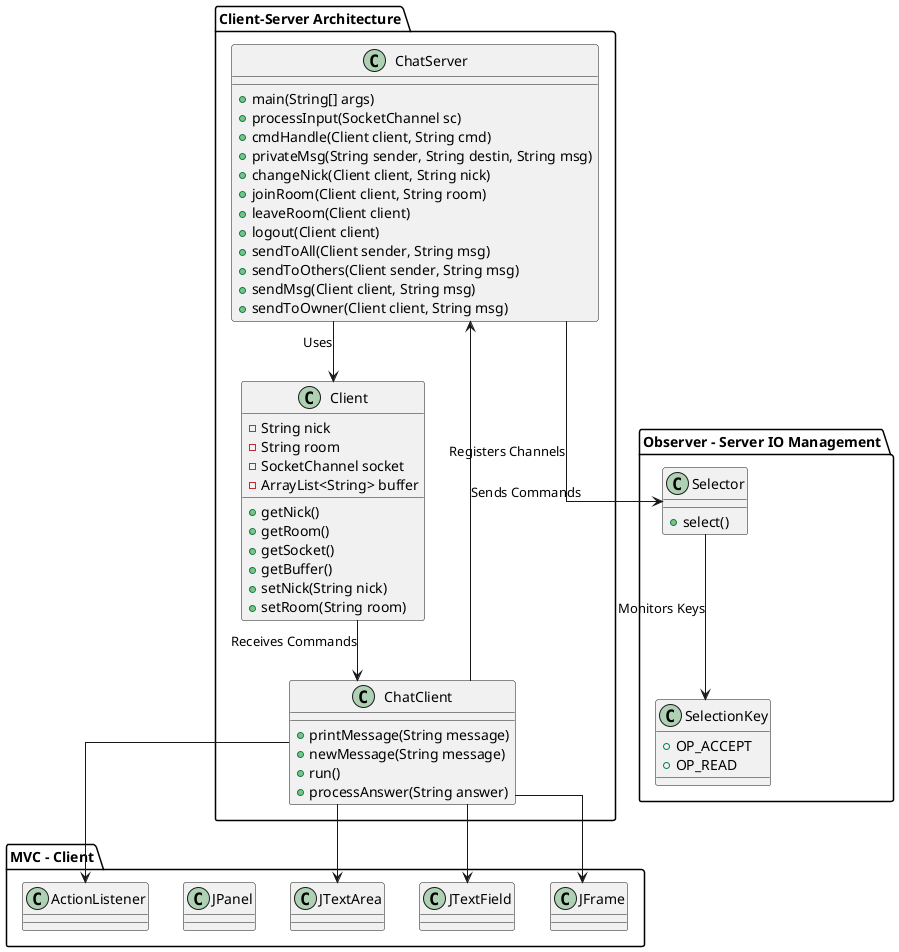 Client-Server Architecture
C ChatServer
main(String[] args)
processInput(SocketChannel sc)
cmdHandle(Client client, String cmd)
privateMsg(String sender, String destin, String msg)
changeNick(Client client, String nick)
joinRoom(Client client, String room)
leaveRoom(Client client)
logout(Client client)
sendToAll(Client sender, String msg)
sendToOthers(Client sender, String msg)
sendMsg(Client client, String msg)
sendToOwner(Client client, String msg)
Uses
C Client
String nick
String room
SocketChannel socket
ArrayList<String> buffer
getNick()
getRoom()
getSocket()
getBuffer()
setNick(String nick)
setRoom(String room)
Registers Channels
Sends Commands
Observer - Server IO Management
C Selector
select()
Monitors Keys
C SelectionKey
OP_ACCEPT
OP_READ
Receives Commands
C ChatClient
printMessage(String message)
newMessage(String message)
run()
processAnswer(String answer)
MVC - Client
C ActionListener
C JPanel
C JTextArea
C JTextField
C JFrame